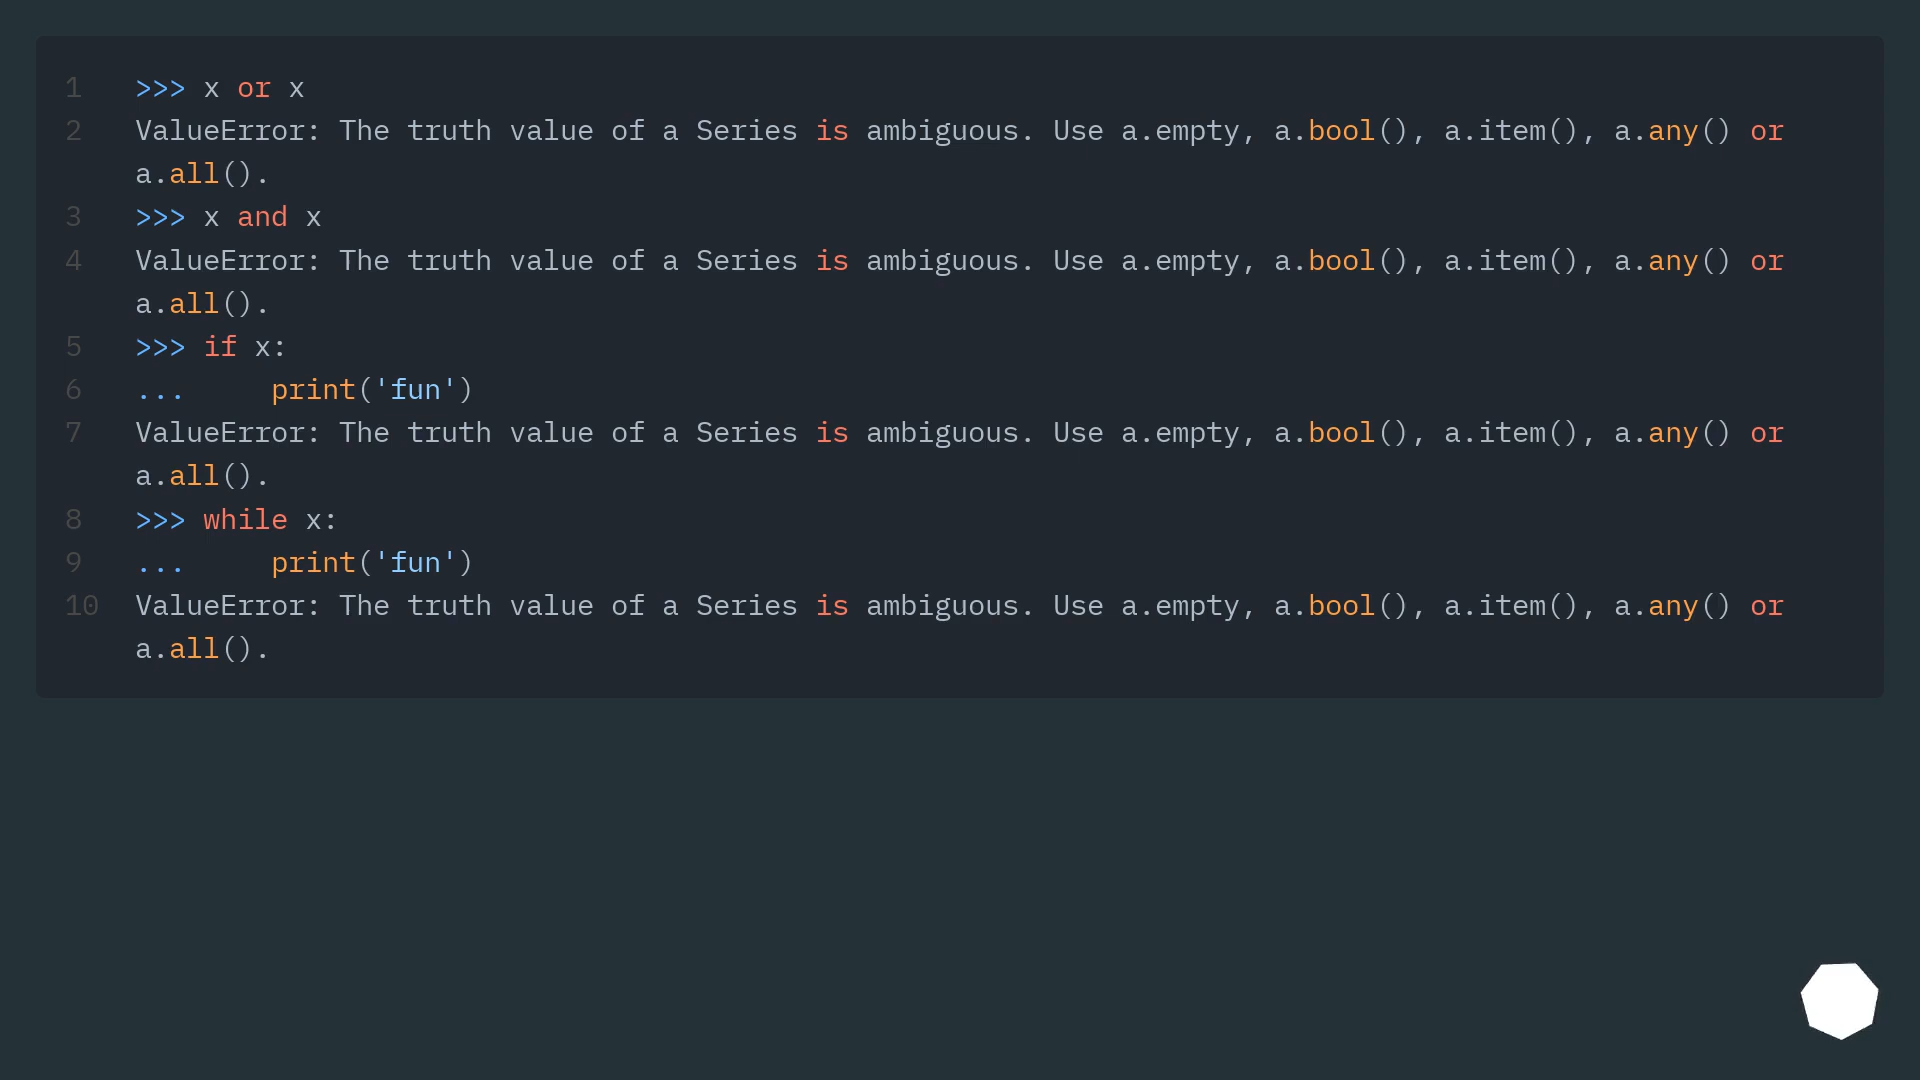 1 >>> x or x
2 ValueError: The truth value of a Series is ambiguous. Use a.empty, a.bool(), a.item(), a.any() or
a.all().
3 >>> x and x
4 ValueError: The truth value of a Series is ambiguous. Use a.empty, a.bool(), a.item(), a.any() or
a.all().
5 >>> if x:
6 ...     print('fun')
7 ValueError: The truth value of a Series is ambiguous. Use a.empty, a.bool(), a.item(), a.any() or
a.all().
8 >>> while x:
9 ...     print('fun')
10 ValueError: The truth value of a Series is ambiguous. Use a.empty, a.bool(), a.item(), a.any() or
a.all().